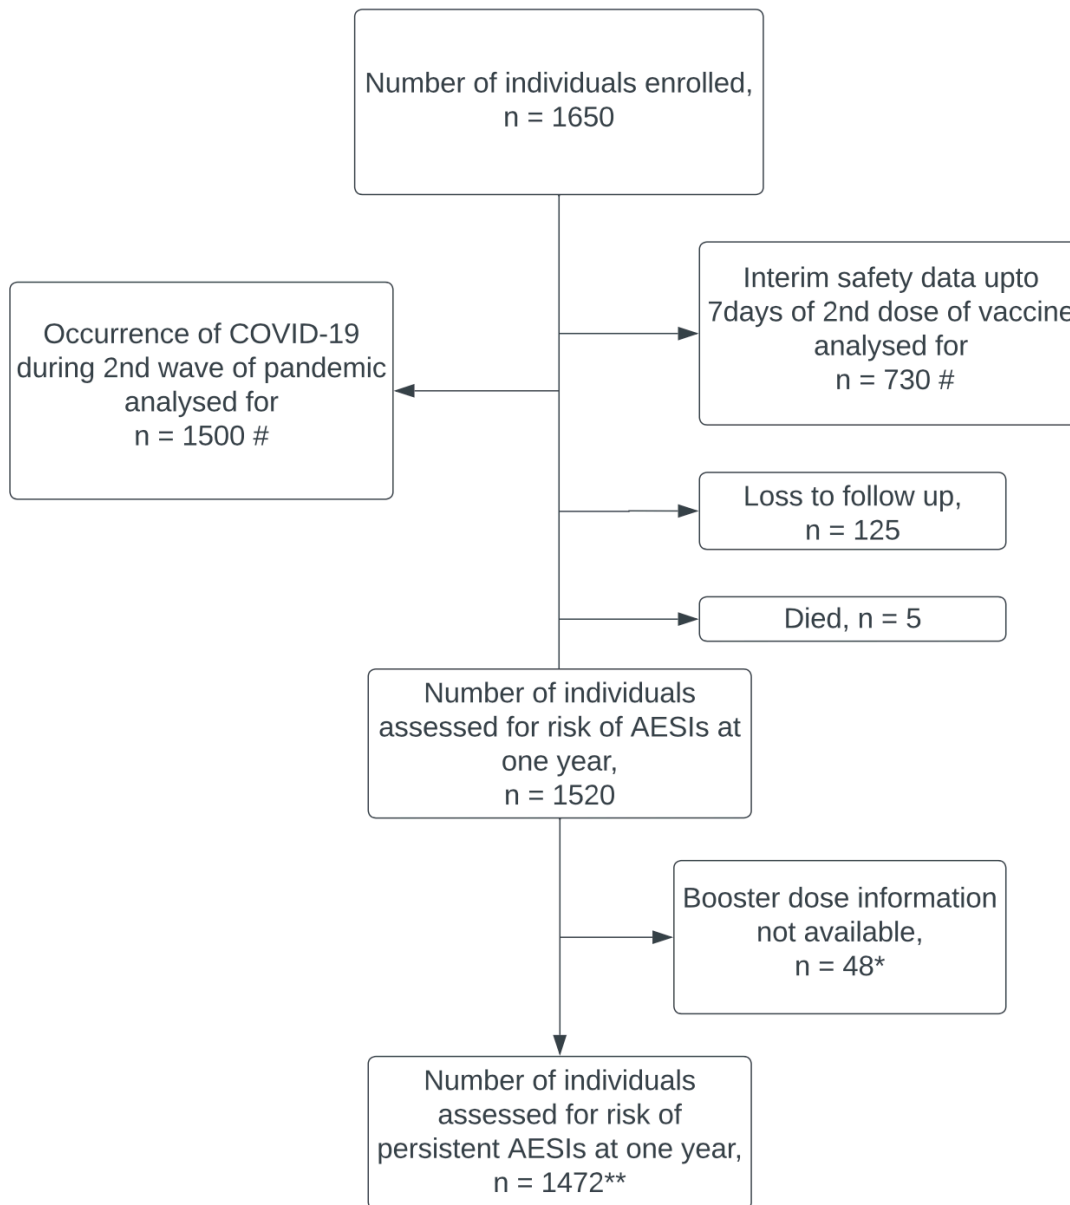 Number of individuals enrolled,
n = 1650
Interim safety data upto
7days of 2nd dose of vaccine
analysed for
n = 730 #
Occurrence of COVID-19
during 2nd wave of pandemic
analysed for
n = 1500 #
Loss to follow up,
n = 125
Died, n = 5
Number of individuals
assessed for risk of AESIs at
one year,
n = 1520
Booster dose information
not available,
n = 48*
Number of individuals
assessed for risk of
persistent AESIs at one year,
n = 1472**